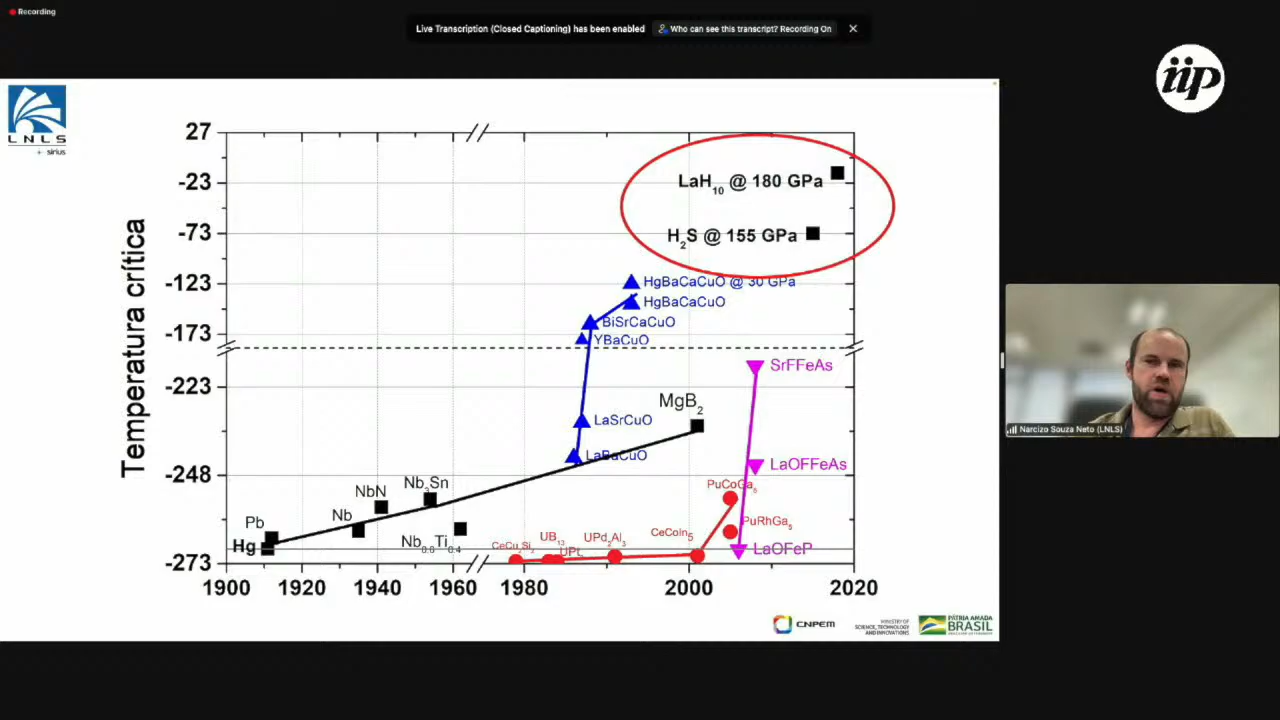 Recording
Live Transcription (Closed Captioning) has been enabled
Who can see this transcript? Recording On
iip
LNLS
+ sirius
Temperatura crítica
27
-23
-73
-123
-173
-223
-248
-273
LaH10 @ 180 GPa
H2S @ 155 GPa
HgBaCaCuO @ 30 GPa
HgBaCaCuO
BiSrCaCuO
YBaCuO
SrFFeAs
MgB2
LaSrCuO
LaBaCuO
LaOFFeAs
Nb3Sn
NbN
PuCoGa5
Pb
Nb
PuRhGa5
Hg
Nb0.6Ti0.4
CeCu2Si2
UB13
UPt
UPd2Al3
CeCoIn5
LaOFeP
1900
1920
1940
1960
1980
2000
2020
CNPEM
MINISTRY OF
SCIENCE, TECHNOLOGY
AND INNOVATIONS
PÁTRIA AMADA
BRASIL
Narcizo Souza Neto (LNLS)